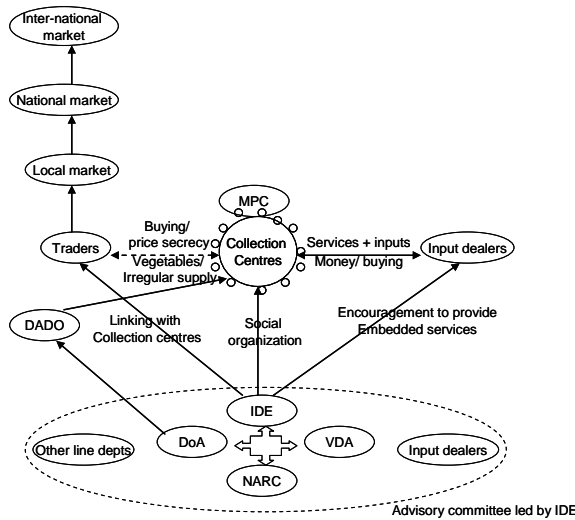 Inter-national
market
National market
Local market
MPC
Buying/
price secrecy
Traders
Collection
Centres
Services + inputs
Input dealers
Vegetables/
Irregular supply
Money/ buying
DADO
Linking with
Collection centres
Social
organization
Encouragement to provide
Embedded services
IDE
Other line depts
DoA
VDA
Input dealers
NARC
Advisory committee led by IDE